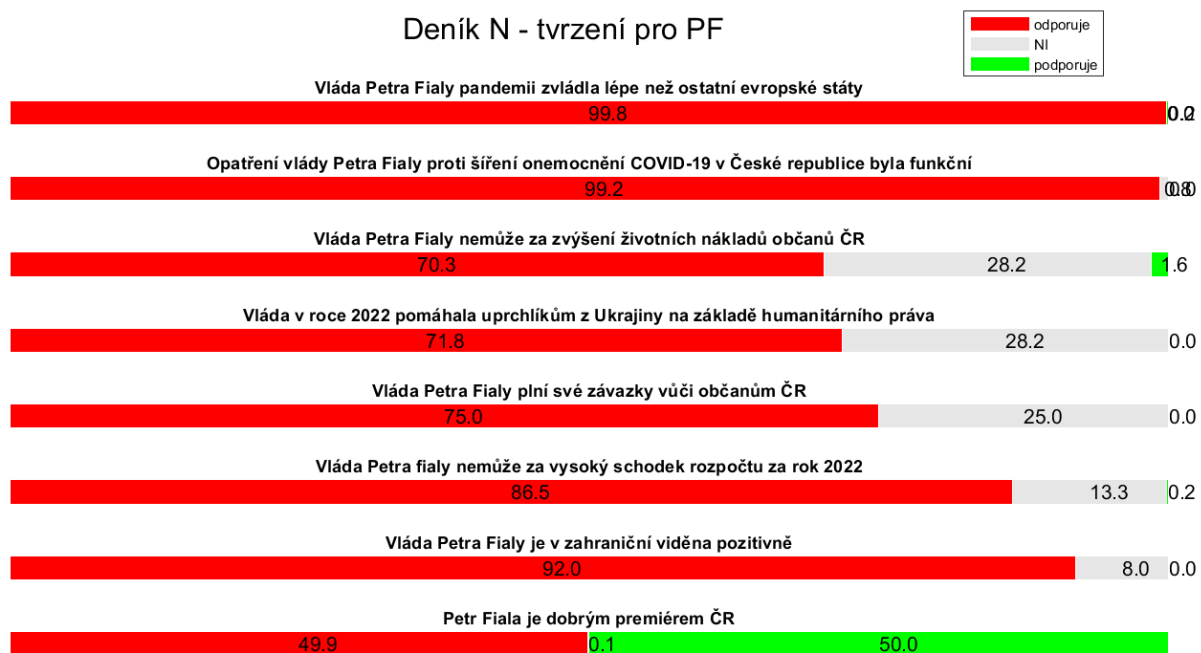 Deník N - tvrzení pro PF
odporuje
NI
podporuje
Vláda Petra Fialy pandemii zvládla lépe než ostatní evropské státy
99.8 0.2
Opatření vlády Petra Fialy proti šíření onemocnění COVID-19 v České republice byla funkční
99.2 0.8 0.0
Vláda Petra Fialy nemůže za zvýšení životních nákladů občanů ČR
70.3 28.2 1.6
Vláda v roce 2022 pomáhala uprchlíkům z Ukrajiny na základě humanitárního práva
71.8 28.2 0.0
Vláda Petra Fialy plní své závazky vůči občanům ČR
75.0 25.0 0.0
Vláda Petra fialy nemůže za vysoký schodek rozpočtu za rok 2022
86.5 13.3 0.2
Vláda Petra Fialy je v zahraniční viděna pozitivně
92.0 8.0 0.0
Petr Fiala je dobrým premiérem ČR
49.9 0.1 50.0